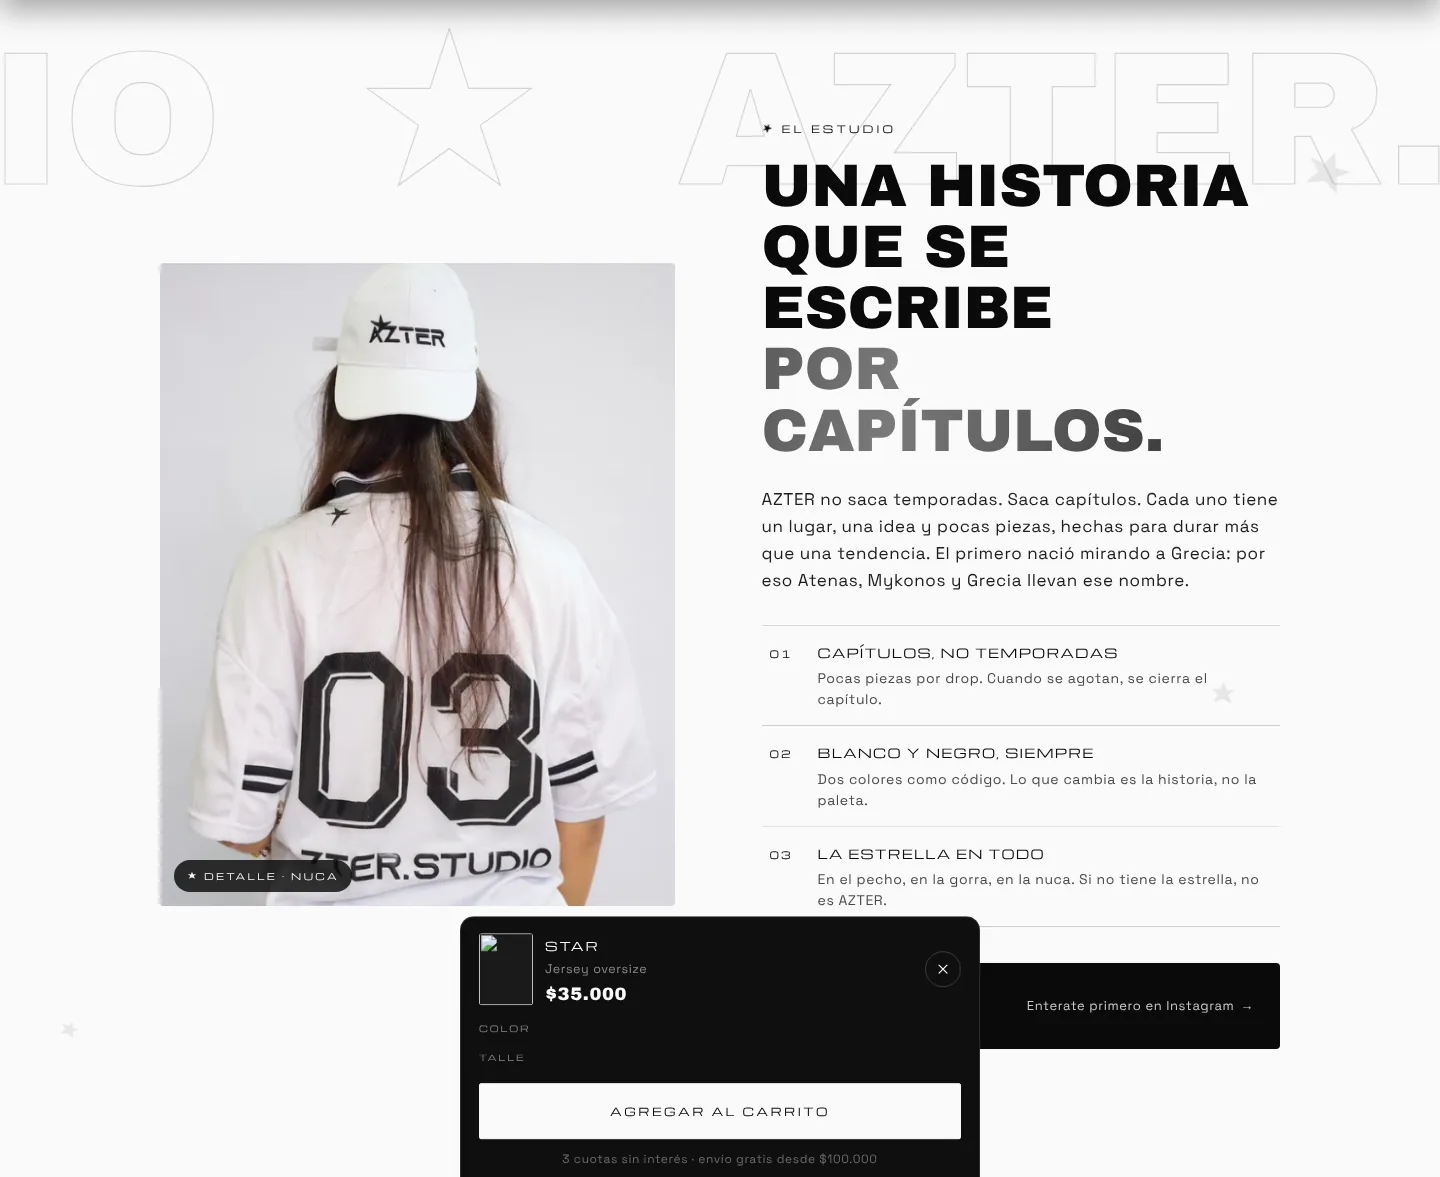 IO ★ AZTER.
★ EL ESTUDIO
UNA HISTORIA
QUE SE
ESCRIBE
POR
CAPÍTULOS.
AZTER no saca temporadas. Saca capítulos. Cada uno tiene
un lugar, una idea y pocas piezas, hechas para durar más
que una tendencia. El primero nació mirando a Grecia: por
eso Atenas, Mykonos y Grecia llevan ese nombre.
01 CAPÍTULOS, NO TEMPORADAS
Pocas piezas por drop. Cuando se agotan, se cierra el
capítulo.
02 BLANCO Y NEGRO, SIEMPRE
Dos colores como código. Lo que cambia es la historia, no la
paleta.
03 LA ESTRELLA EN TODO
En el pecho, en la gorra, en la nuca. Si no tiene la estrella, no
es AZTER.
Enterate primero en Instagram →
AZTER
03
ZTER.STUDIO
★ DETALLE · NUCA
STAR
Jersey oversize
$35.000
COLOR
TALLE
AGREGAR AL CARRITO
3 cuotas sin interés · envío gratis desde $100.000